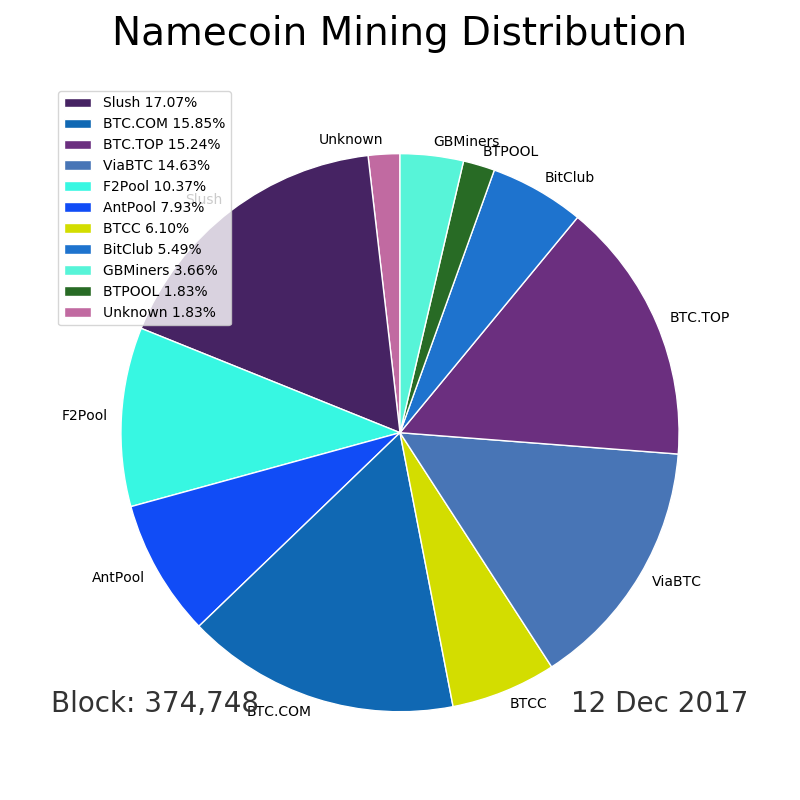 Namecoin Mining Distribution
Slush 17.07%
BTC.COM 15.85%
BTC.TOP 15.24%
ViaBTC 14.63%
F2Pool 10.37%
AntPool 7.93%
BTCC 6.10%
BitClub 5.49%
GBMiners 3.66%
BTPOOL 1.83%
Unknown 1.83%
Slush
Unknown
GBMiners
BTPOOL
BitClub
BTC.TOP
F2Pool
AntPool
ViaBTC
BTC.COM
BTCC
Block: 374,748
12 Dec 2017